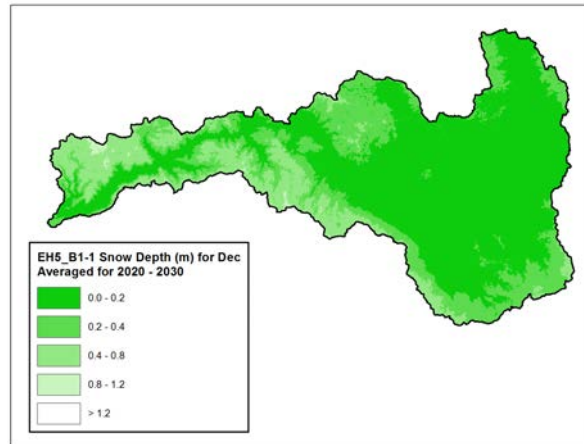 EH5_B1-1 Snow Depth (m) for Dec
Averaged for 2020 - 2030
0.0 - 0.2
0.2 - 0.4
0.4 - 0.8
0.8 - 1.2
> 1.2